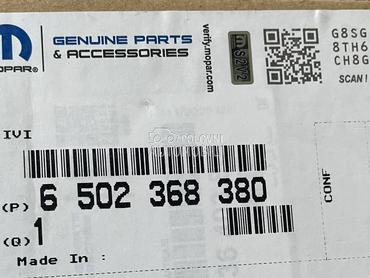 MOPAR®
GENUINE PARTS
& ACCESSORIES
verify.mopar.com
G8SG
8TH6
CH8G
SCAN!
IVI
POLOVNI
(P) 6 502 368 380
(Q) 1
CONF
Made In :